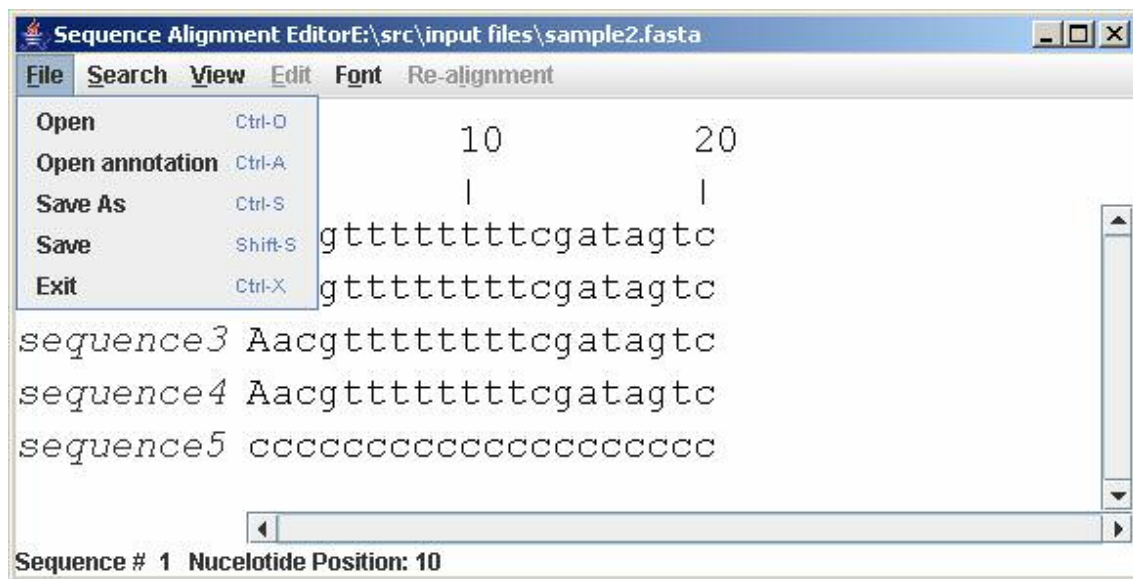 Sequence Alignment EditorE:\src\input files\sample2.fasta
File Search View Edit Font Re-alignment
Open Ctrl-O
Open annotation Ctrl-A
Save As Ctrl-S
Save Shift-S
Exit Ctrl-X
10 20
| |
gttttttttcgatagtc
gttttttttcgatagtc
sequence3 Aacgttttttttcgatagtc
sequence4 Aacgttttttttcgatagtc
sequence5 cccccccccccccccccccc
Sequence # 1 Nucelotide Position: 10